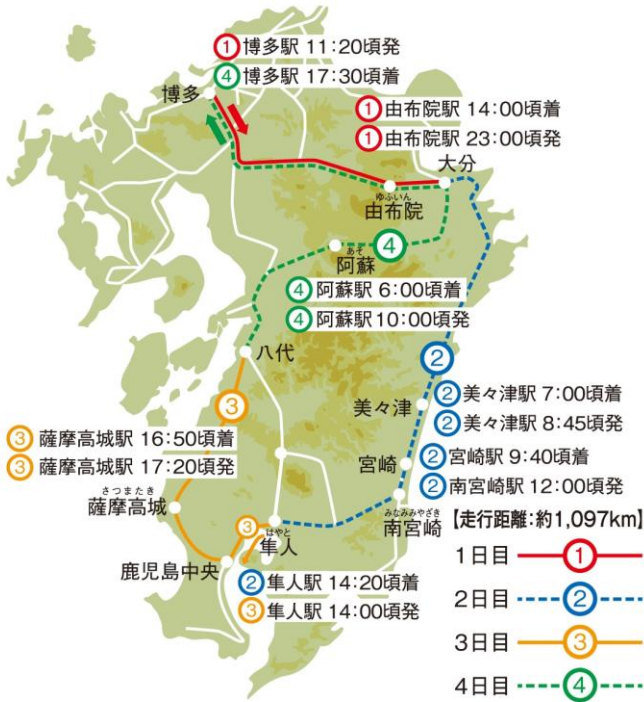 ① 博多駅 11:20頃発
④ 博多駅 17:30頃着
博多
① 由布院駅 14:00頃着
① 由布院駅 23:00頃発
大分
ゆふいん
由布院
あそ
阿蘇
④
④ 阿蘇駅 6:00頃着
④ 阿蘇駅 10:00頃発
八代
②
③
美々津
② 美々津駅 7:00頃着
② 美々津駅 8:45頃発
③ 薩摩高城駅 16:50頃着
③ 薩摩高城駅 17:20頃発
宮崎
② 宮崎駅 9:40頃着
② 南宮崎駅 12:00頃発
さつまたき
薩摩高城
みなみみやざき
南宮崎
③
はやと
隼人
鹿児島中央
② 隼人駅 14:20頃着
③ 隼人駅 14:00頃発
【走行距離:約1,097km】
1日目 ①
2日目 ②
3日目 ③
4日目 ④